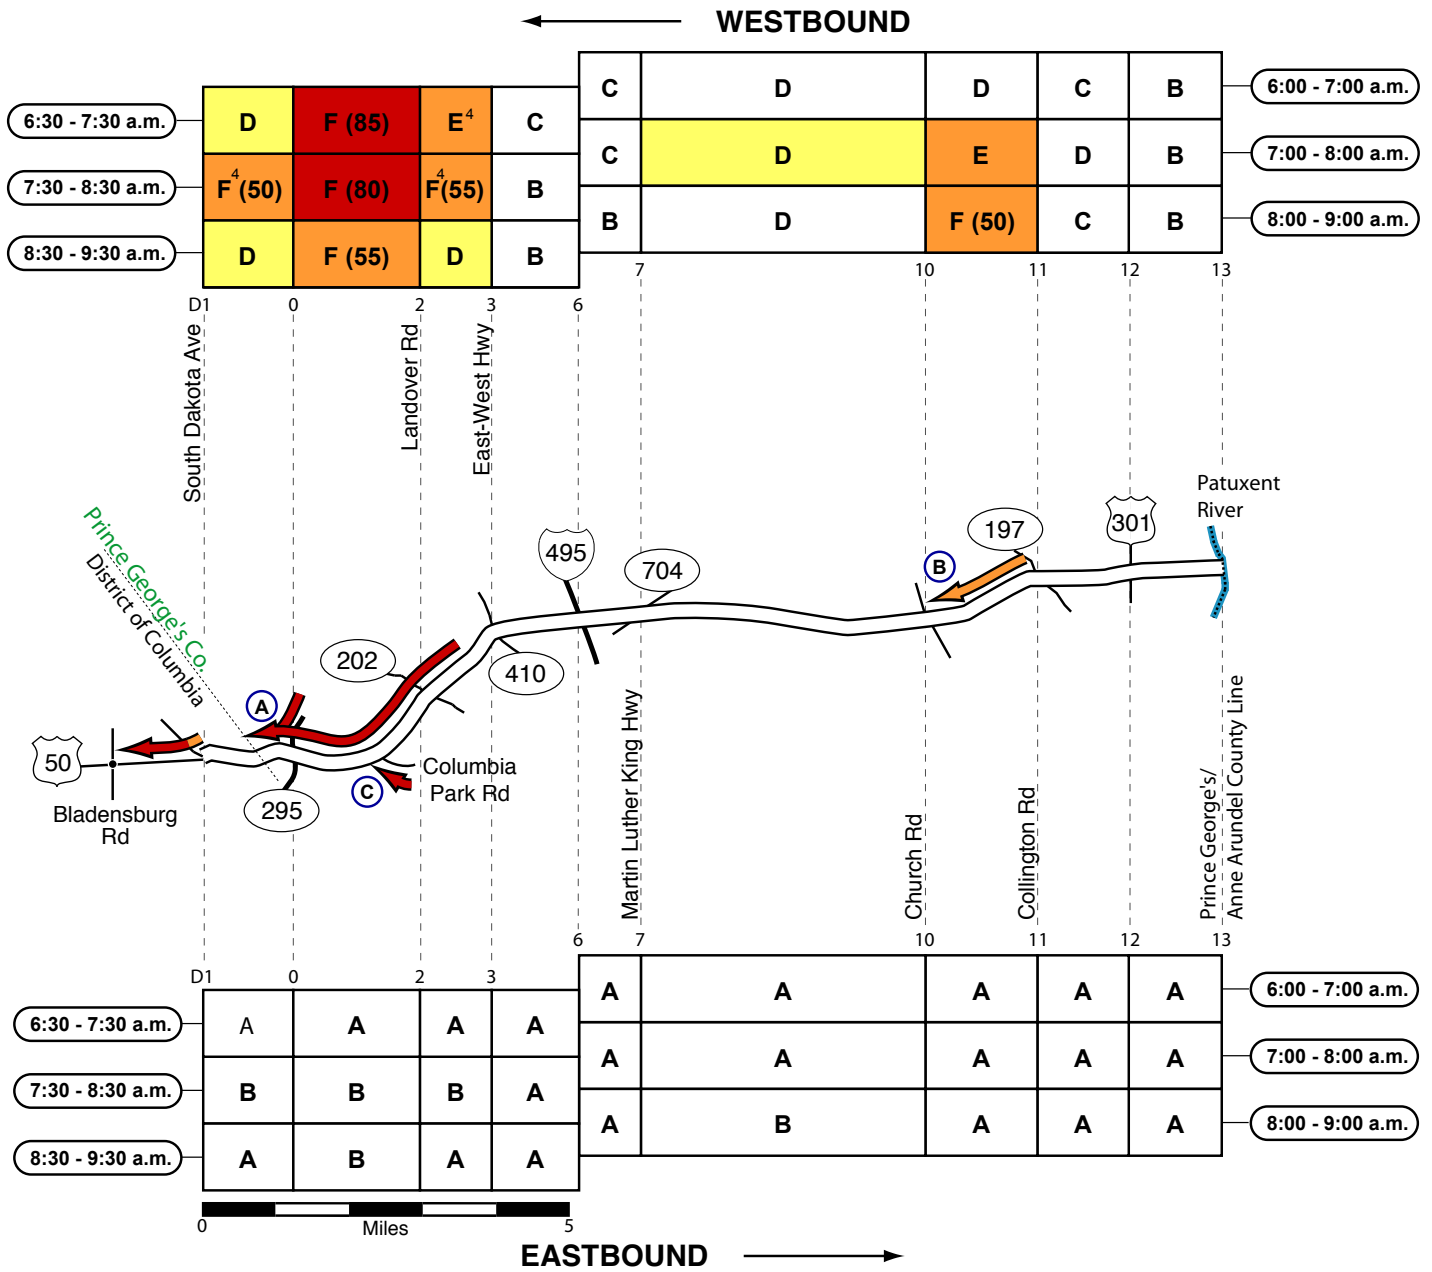 WESTBOUND
C D D C B 6:00 - 7:00 a.m.
6:30 - 7:30 a.m. D F (85) E4 C
C D E D B 7:00 - 8:00 a.m.
7:30 - 8:30 a.m. F4(50) F (80) F4(55) B
B D F (50) C B 8:00 - 9:00 a.m.
8:30 - 9:30 a.m. D F (55) D B
7 10 11 12 13
D1 0 2 3 6
South Dakota Ave
Landover Rd
East-West Hwy
Patuxent
River
Prince George's Co.
District of Columbia
495
704
B
197
301
202
410
A
50
Bladensburg
Rd
295
C
Columbia
Park Rd
Martin Luther King Hwy
Church Rd
Collington Rd
Prince George's/
Anne Arundel County Line
6 7 10 11 12 13
D1 0 2 3
A A A A A 6:00 - 7:00 a.m.
6:30 - 7:30 a.m. A A A A
A A A A A 7:00 - 8:00 a.m.
7:30 - 8:30 a.m. B B B A
A B A A A 8:00 - 9:00 a.m.
8:30 - 9:30 a.m. A B A A
0 Miles 5
EASTBOUND